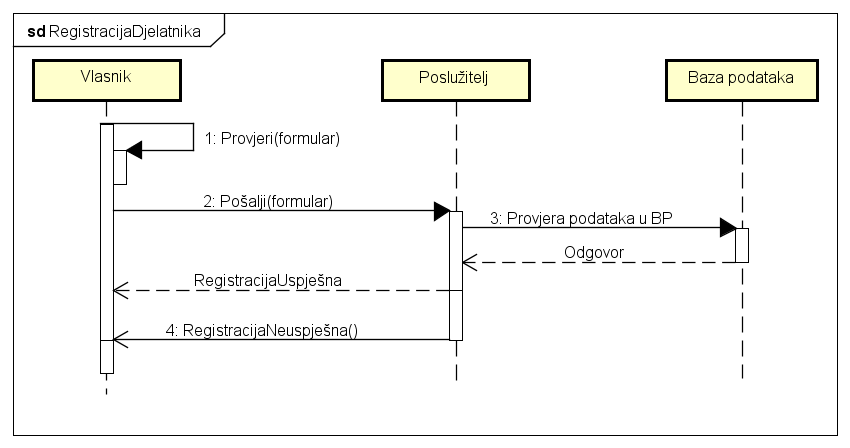 sd RegistracijaDjelatnika
Vlasnik
Poslužitelj
Baza podataka
1: Provjeri(formular)
2: Pošalji(formular)
3: Provjera podataka u BP
Odgovor
RegistracijaUspješna
4: RegistracijaNeuspješna()